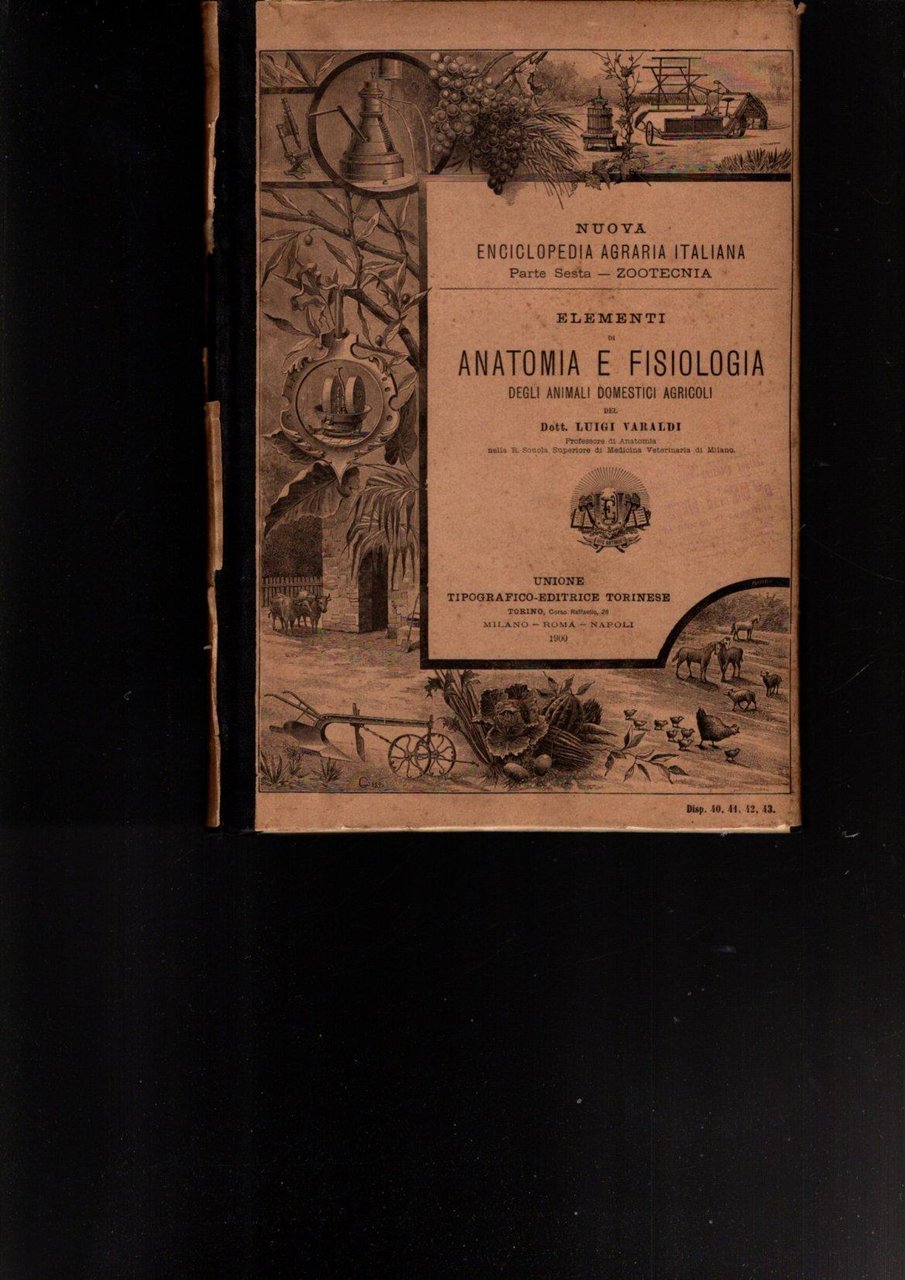 NUOVA
ENCICLOPEDIA AGRARIA ITALIANA
Parte Sesta — ZOOTECNIA
ELEMENTI
DI
ANATOMIA E FISIOLOGIA
DEGLI ANIMALI DOMESTICI AGRICOLI
DEL
Dott. LUIGI VARALDI
Professore di Anatomia
nella R. Scuola Superiore di Medicina Veterinaria di Milano.
UNIONE
TIPOGRAFICO-EDITRICE TORINESE
TORINO, Corso Raffaello, 28
MILANO – ROMA – NAPOLI
1900
Disp. 40, 41, 42, 43.